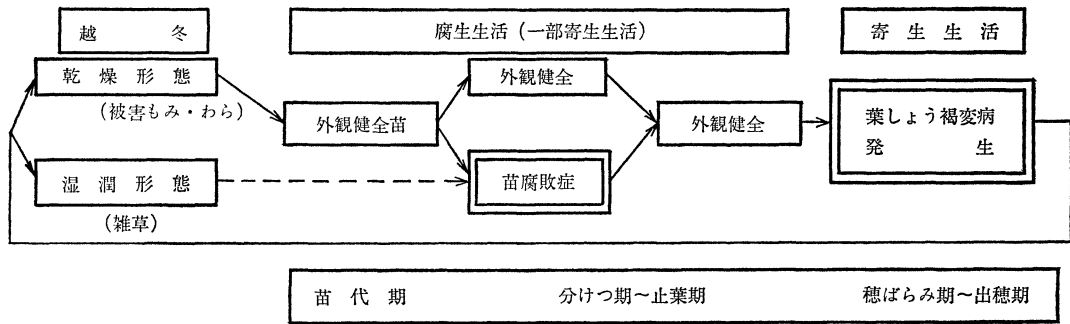 越冬
腐生生活（一部寄生生活）
寄生生活
乾燥形態
（被害もみ・わら）
外観健全苗
外観健全
外観健全
葉しょう褐変病
発生
湿潤形態
（雑草）
苗腐敗症
苗代期 分けつ期～止葉期 穂ばらみ期～出穂期